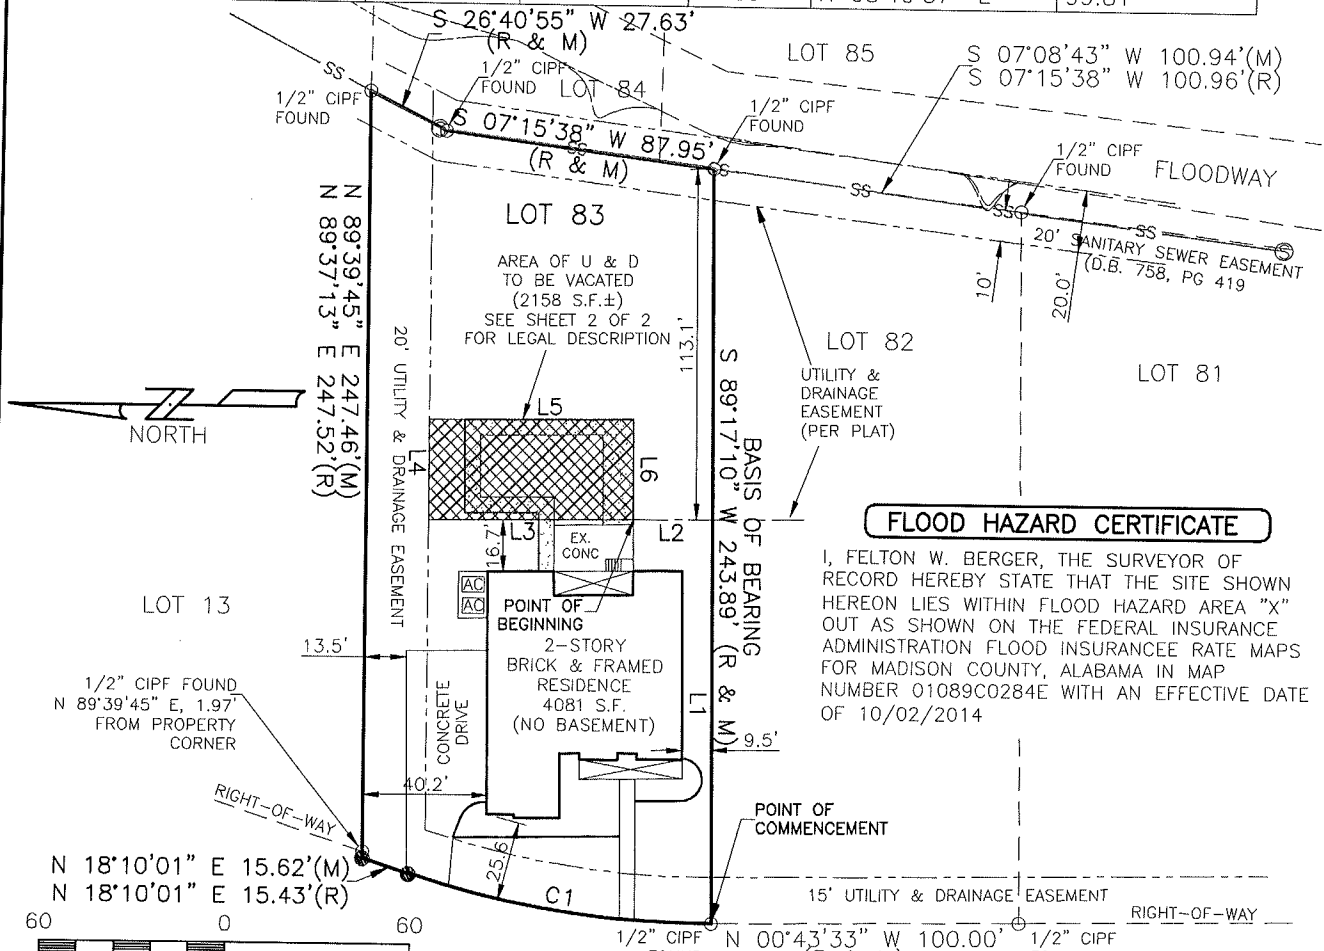 S 26°40'55" W 27.63'
(R & M)
LOT 85
S 07°08'43" W 100.94'(M)
S 07°15'38" W 100.96'(R)
SS
1/2" CIPF
FOUND
1/2" CIPF
FOUND
LOT 84
1/2" CIPF
FOUND
S 07°15'38" W 87.95'
(R & M)
SS
SS
SS
1/2" CIPF
FOUND
FLOODWAY
SS
SS
20' SANITARY SEWER EASEMENT
(D.B. 758, PG 419
10'
20.0'
LOT 83
N 89°39'45" E 247.46'(M)
N 89°37'13" E 247.52'(R)
AREA OF U & D
TO BE VACATED
(2158 S.F.±)
SEE SHEET 2 OF 2
FOR LEGAL DESCRIPTION
113.1'
20' UTILITY & DRAINAGE EASEMENT
LOT 82
UTILITY &
DRAINAGE
EASEMENT
(PER PLAT)
LOT 81
NORTH
L5
L4
L6
L3
L2
16.7'
EX.
CONC
BASIS OF BEARING
S 89°17'10" W 243.89' (R & M)
FLOOD HAZARD CERTIFICATE
I, FELTON W. BERGER, THE SURVEYOR OF
RECORD HEREBY STATE THAT THE SITE SHOWN
HEREON LIES WITHIN FLOOD HAZARD AREA "X"
OUT AS SHOWN ON THE FEDERAL INSURANCE
ADMINISTRATION FLOOD INSURANCEE RATE MAPS
FOR MADISON COUNTY, ALABAMA IN MAP
NUMBER 01089C0284E WITH AN EFFECTIVE DATE
OF 10/02/2014
LOT 13
AC
AC
POINT OF
BEGINNING
2-STORY
BRICK & FRAMED
RESIDENCE
4081 S.F.
(NO BASEMENT)
L1
13.5'
CONCRETE
DRIVE
1/2" CIPF FOUND
N 89°39'45" E, 1.97'
FROM PROPERTY
CORNER
9.5'
40.2'
RIGHT-OF-WAY
POINT OF
COMMENCEMENT
25.6
N 18°10'01" E 15.62'(M)
N 18°10'01" E 15.43'(R)
C1
15' UTILITY & DRAINAGE EASEMENT
RIGHT-OF-WAY
60 0 60
1/2" CIPF
N 00°43'33" W 100.00'
1/2" CIPF